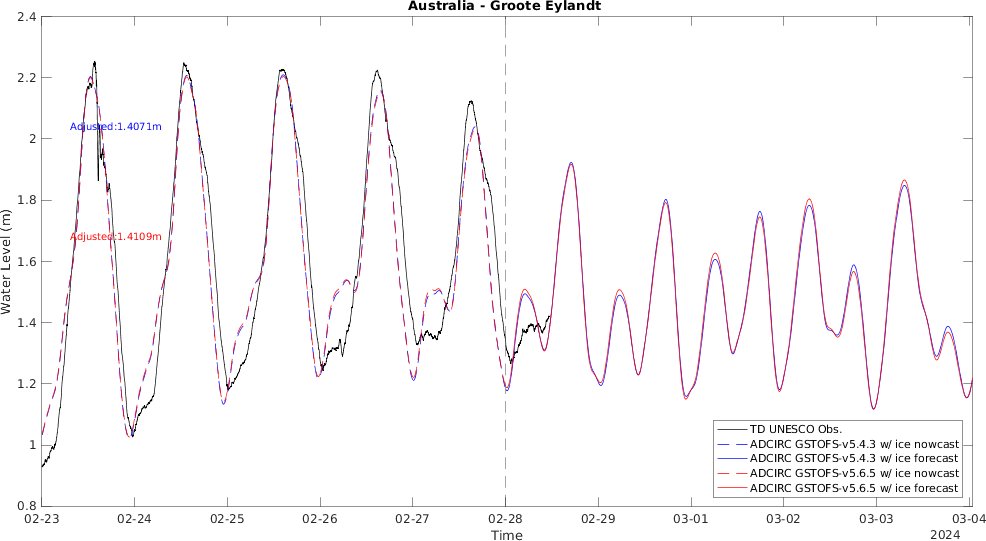 Australia - Groote Eylandt
2.4
2.2
2
1.8
1.6
1.4
1.2
1
0.8
Water Level (m)
Adjusted:1.4071m
Adjusted:1.4109m
TD UNESCO Obs.
ADCIRC GSTOFS-v5.4.3 w/ ice nowcast
ADCIRC GSTOFS-v5.4.3 w/ ice forecast
ADCIRC GSTOFS-v5.6.5 w/ ice nowcast
ADCIRC GSTOFS-v5.6.5 w/ ice forecast
02-23 02-24 02-25 02-26 02-27 02-28 02-29 03-01 03-02 03-03 03-04
Time
2024